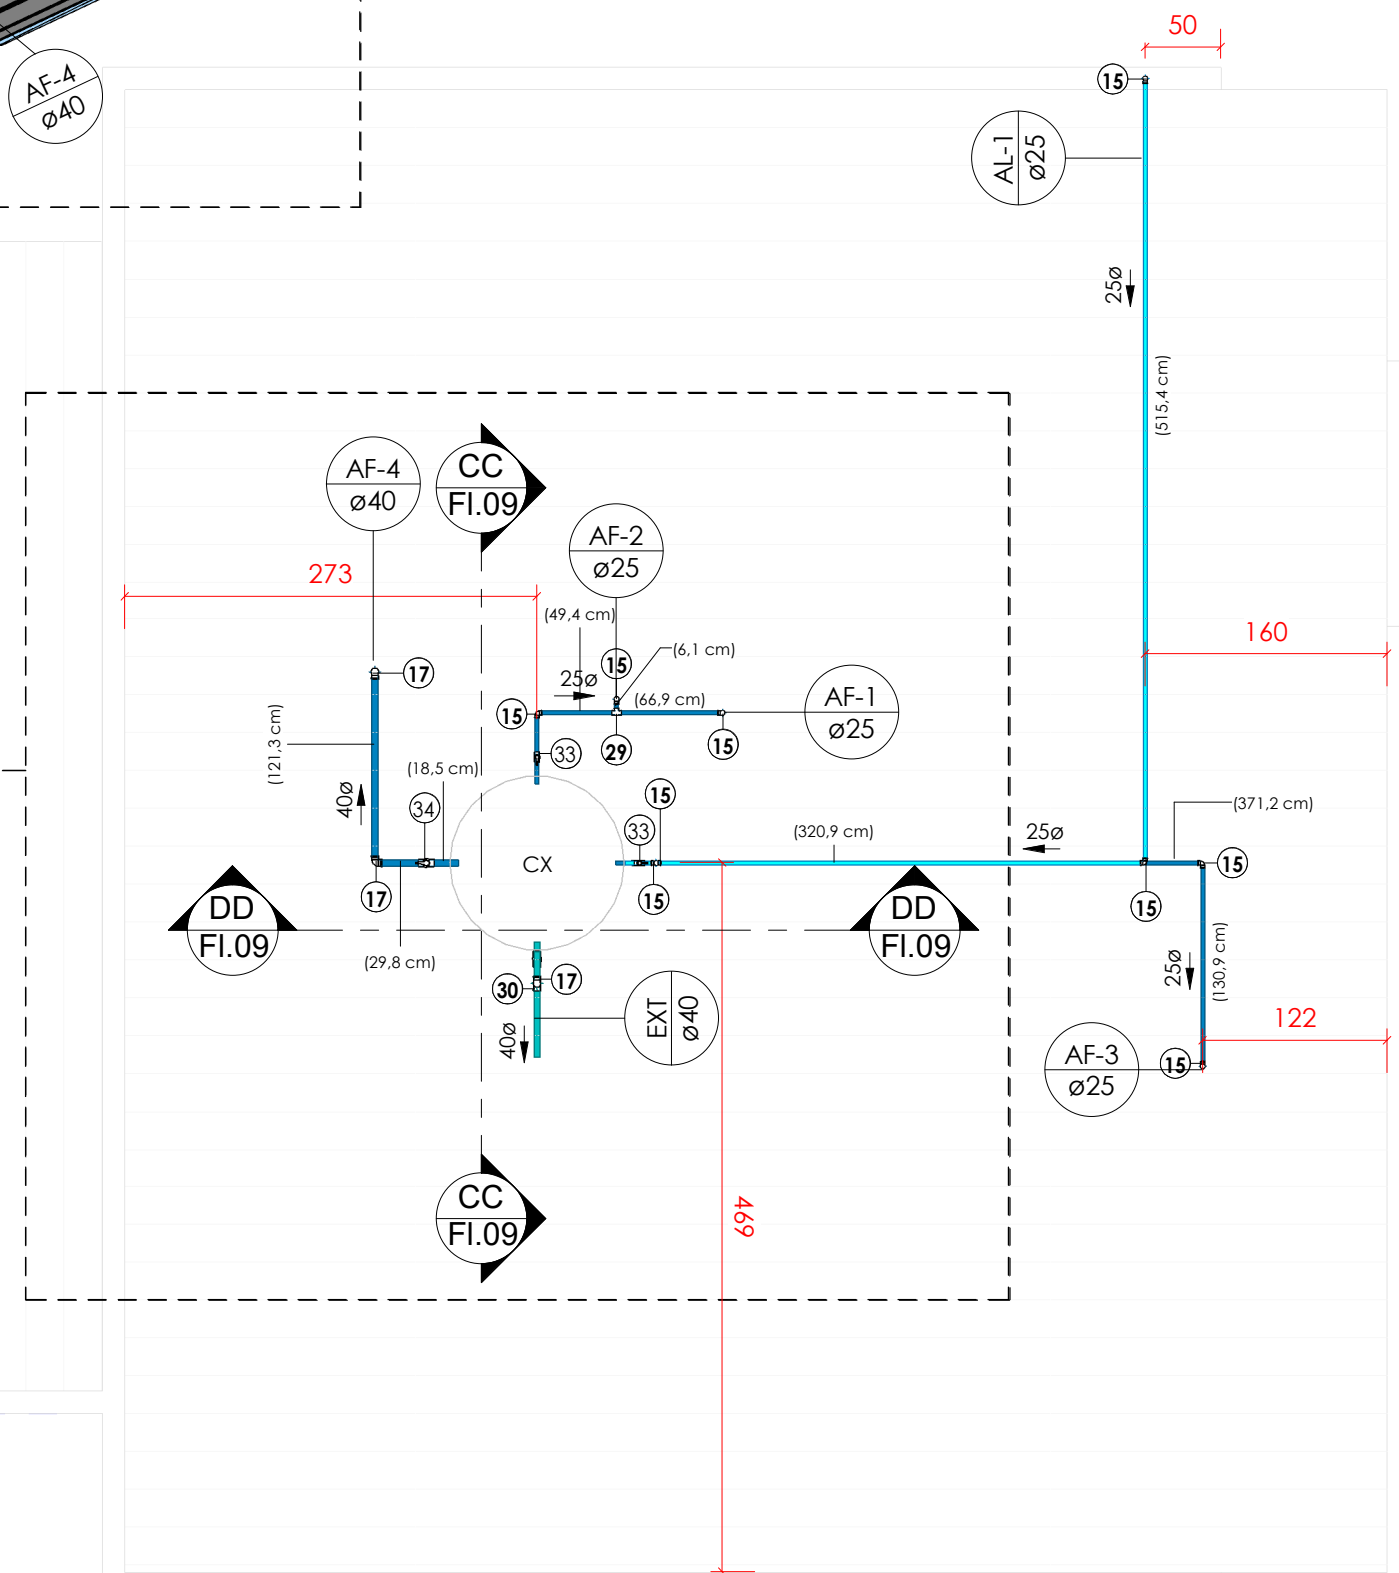 50
AF-4
ø40
15
AL-1
ø25
25ø
(515,4 cm)
AF-4
ø40
CC
Fl.09
AF-2
ø25
273
(49,4 cm)
160
15
(6,1 cm)
17
25ø
(66,9 cm)
AF-1
ø25
15
29
15
33
(121,3 cm)
(18,5 cm)
40ø
34
15
(371,2 cm)
33
(320,9 cm)
25ø
CX
15
17
15
15
DD
Fl.09
DD
Fl.09
(29,8 cm)
25ø
(130,9 cm)
30
17
EXT
ø40
40ø
122
AF-3
ø25
15
CC
Fl.09
469